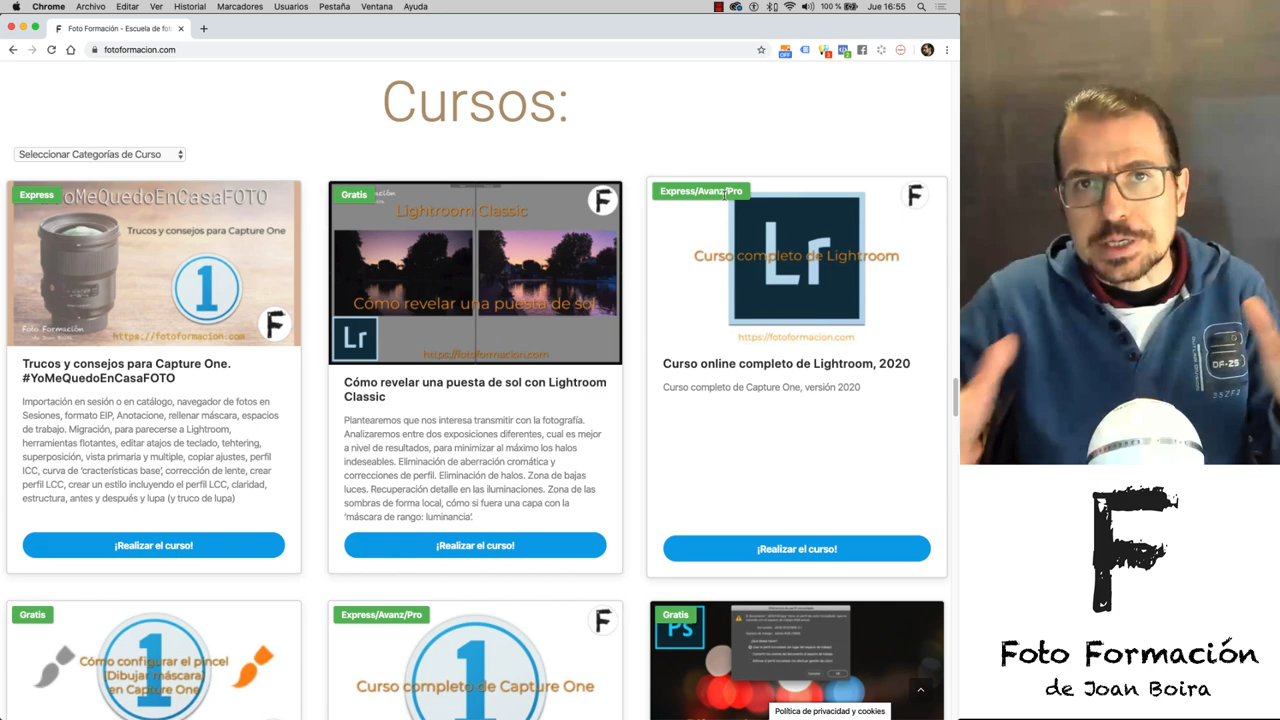 Chrome Archivo Editar Ver Historial Marcadores Usuarios Pestaña Ventana Ayuda 100 % Jue 16:55
Foto Formación - Escuela de fot
fotoformacion.com
Cursos:
Seleccionar Categorías de Curso
Express
YoMeQuedoEnCasaFOTO
Trucos y consejos para Capture One
1
Foto Formación
de Joan Boira
https://fotoformacion.com
F
Trucos y consejos para Capture One.
#YoMeQuedoEnCasaFOTO
Importación en sesión o en catálogo, navegador de fotos en
Sesiones, formato EIP, Anotacione, rellenar máscara, espacios
de trabajo. Migración, para parecerse a Lightroom,
herramientas flotantes, editar atajos de teclado, tehtering,
superposición, vista primaria y multiple, copiar ajustes, perfil
ICC, curva de ‘cracterísticas base’, corrección de lente, crear
perfil LCC, crear un estilo incluyendo el perfil LCC, claridad,
estructura, antes y después y lupa (y truco de lupa)
¡Realizar el curso!
Gratis
Lightroom Classic
F
Cómo revelar una puesta de sol
Lr
https://fotoformacion.com
Cómo revelar una puesta de sol con Lightroom
Classic
Plantearemos que nos interesa transmitir con la fotografía.
Analizaremos entre dos exposiciones diferentes, cual es mejor
a nivel de resultados, para minimizar al máximo los halos
indeseables. Eliminación de aberración cromática y
correcciones de perfil. Eliminación de halos. Zona de bajas
luces. Recuperación detalle en las iluminaciones. Zona de las
sombras de forma local, cómo si fuera una capa con la
‘máscara de rango: luminancia’.
¡Realizar el curso!
Express/Avanz/Pro
F
Lr
Curso completo de Lightroom
https://fotoformacion.com
Curso online completo de Lightroom, 2020
Curso completo de Capture One, versión 2020
¡Realizar el curso!
Gratis
1
Cómo configurar el pincel
en Capture One
Express/Avanz/Pro
F
1
Curso completo de Capture One
Gratis
Ps
Política de privacidad y cookies
DF-25
F
Foto Formación
de Joan Boira